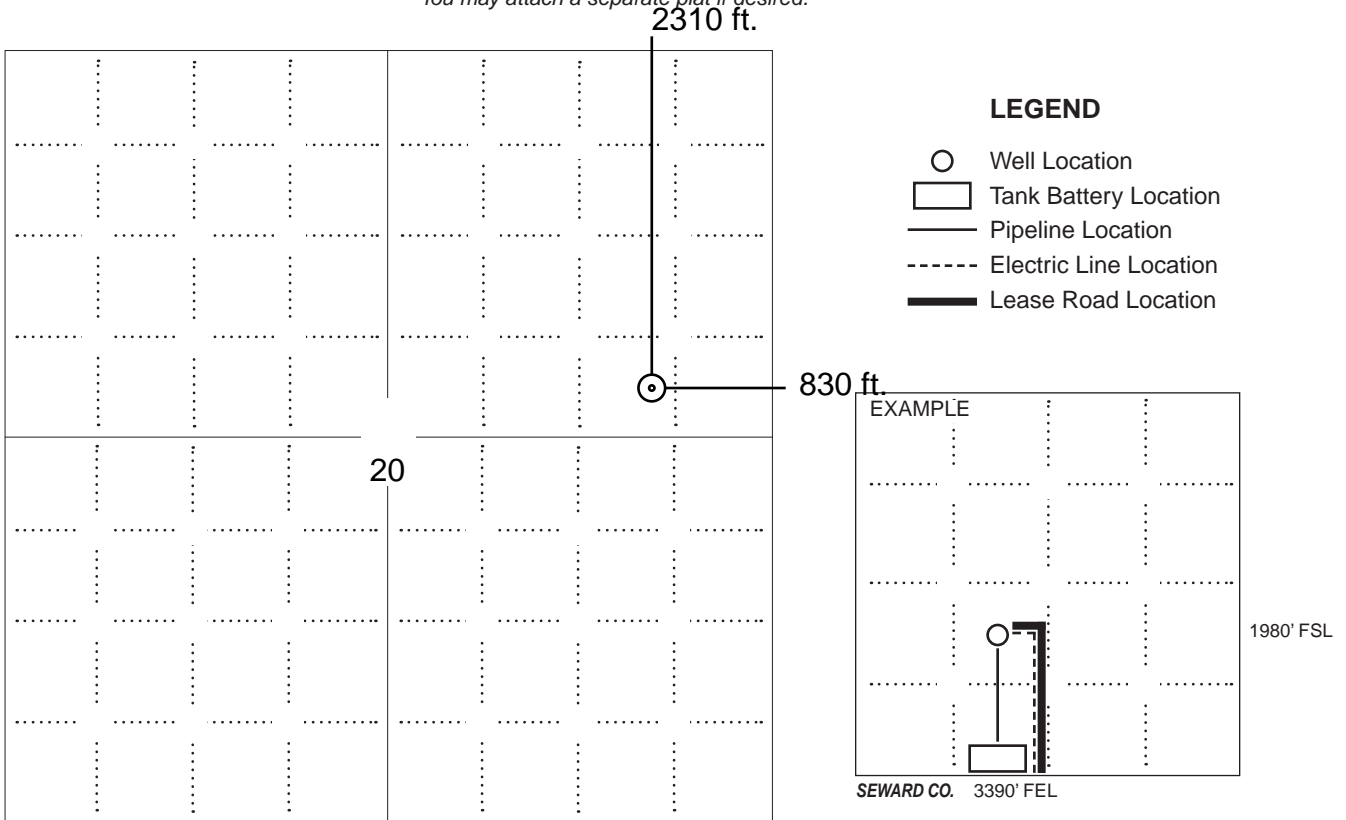 You may attach a separate plat if desired.
2310 ft.
LEGEND
Well Location
Tank Battery Location
Pipeline Location
Electric Line Location
Lease Road Location
830 ft.
EXAMPLE
20
1980' FSL
SEWARD CO. 3390' FEL